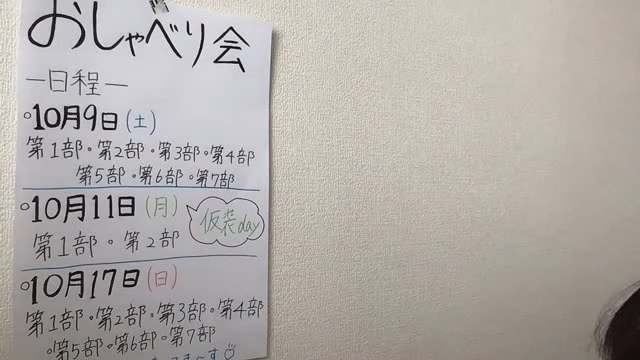 おしゃべり会
ー日程ー
○10月9日(土)
第1部。第2部。第3部。第4部
第5部。第6部。第7部
○10月11日(月)
仮装day
第1部。第2部
○10月17日(日)
第1部。第2部。第3部。第4部
。第5部。第6部。第7部